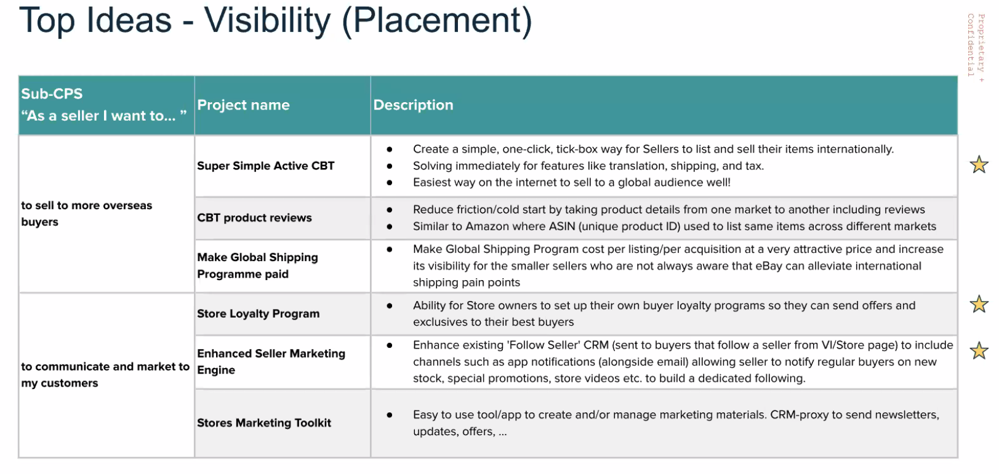 Top Ideas - Visibility (Placement)
Proprietary +
Confidential
Sub-CPS
“As a seller I want to... ”
Project name
Description
to sell to more overseas
buyers
Super Simple Active CBT
● Create a simple, one-click, tick-box way for Sellers to list and sell their items internationally.
● Solving immediately for features like translation, shipping, and tax.
● Easiest way on the internet to sell to a global audience well!
CBT product reviews
● Reduce friction/cold start by taking product details from one market to another including reviews
● Similar to Amazon where ASIN (unique product ID) used to list same items across different markets
Make Global Shipping
Programme paid
● Make Global Shipping Program cost per listing/per acquisition at a very attractive price and increase
its visibility for the smaller sellers who are not always aware that eBay can alleviate international
shipping pain points
to communicate and market to
my customers
Store Loyalty Program
● Ability for Store owners to set up their own buyer loyalty programs so they can send offers and
exclusives to their best buyers
Enhanced Seller Marketing
Engine
● Enhance existing 'Follow Seller' CRM (sent to buyers that follow a seller from VI/Store page) to include
channels such as app notifications (alongside email) allowing seller to notify regular buyers on new
stock, special promotions, store videos etc. to build a dedicated following.
Stores Marketing Toolkit
● Easy to use tool/app to create and/or manage marketing materials. CRM-proxy to send newsletters,
updates, offers, ...